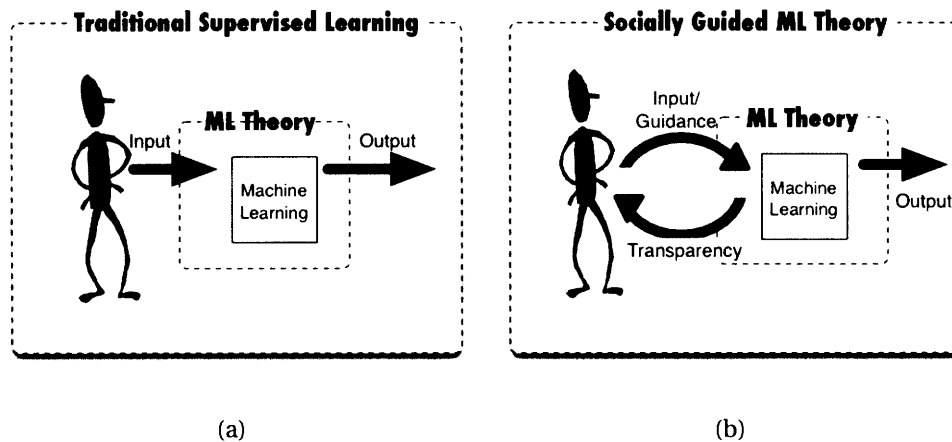 Traditional Supervised Learning
ML Theory
Input
Output
Machine
Learning
(a)
Socially Guided ML Theory
Input/
Guidance
ML Theory
Machine
Learning
Output
Transparency
(b)